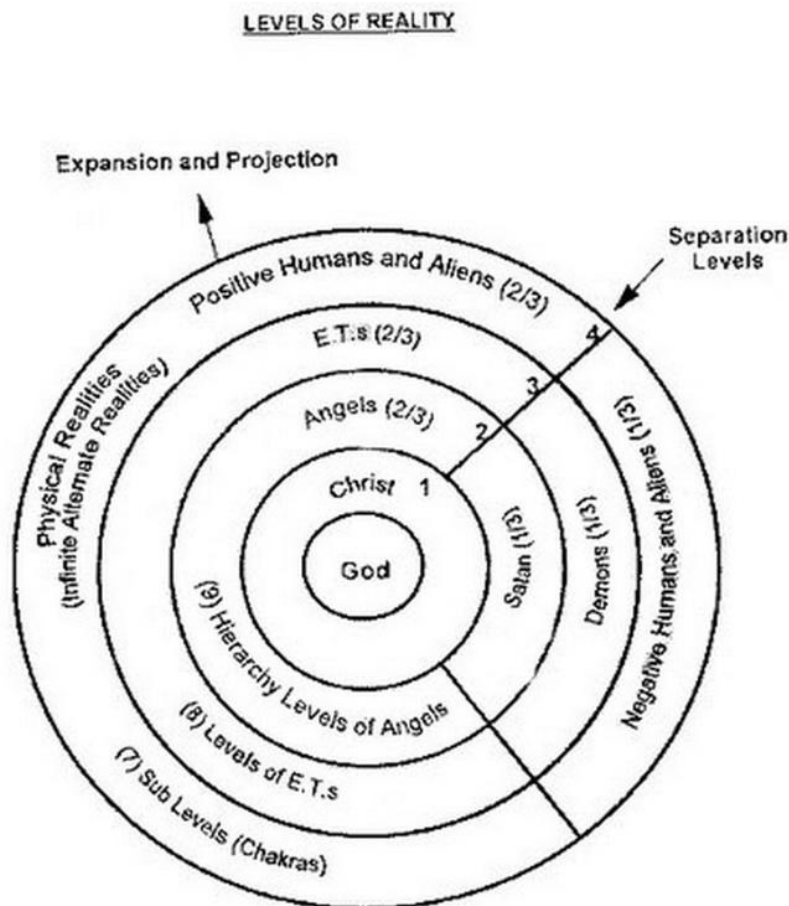 LEVELS OF REALITY
Expansion and Projection
Separation
Levels
Positive Humans and Aliens (2/3)
4
E.T.s (2/3)
3
Angels (2/3)
2
Christ
1
God
Satan (1/3)
Demons (1/3)
Negative Humans and Aliens (1/3)
Physical Realities
(Infinite Alternate Realities)
(6) Hierarchy Levels of Angels
(8) Levels of E.T.s
(7) Sub Levels (Chakras)